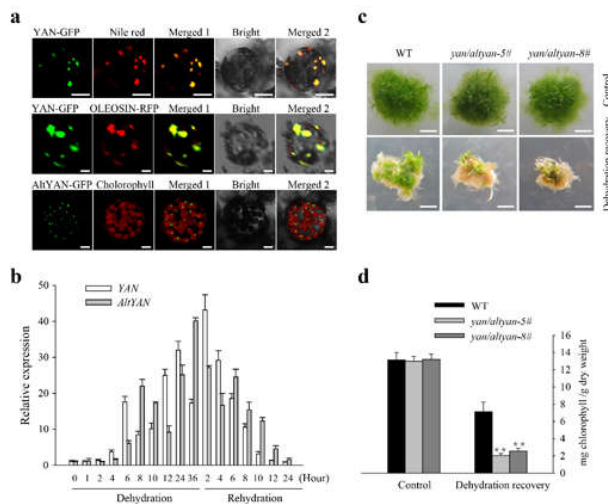 a
YAN-GFP Nile red Merged 1 Bright Merged 2
YAN-GFP OLEOSIN-RFP Merged 1 Bright Merged 2
AltYAN-GFP Cholorophyll Merged 1 Bright Merged 2
b
YAN
AltYAN
Relative expression
50
40
30
20
10
0
0 1 2 4 6 8 10 12 24 36 2 4 6 8 10 12 24 (Hour)
Dehydration Rehydration
c
WT yan/altyan-5# yan/altyan-8#
Control
Dehydration recovery
d
WT
yan/altyan-5#
yan/altyan-8#
mg chlorophyll /g dry weight
16
14
12
10
8
6
4
2
0
** **
Control Dehydration recovery